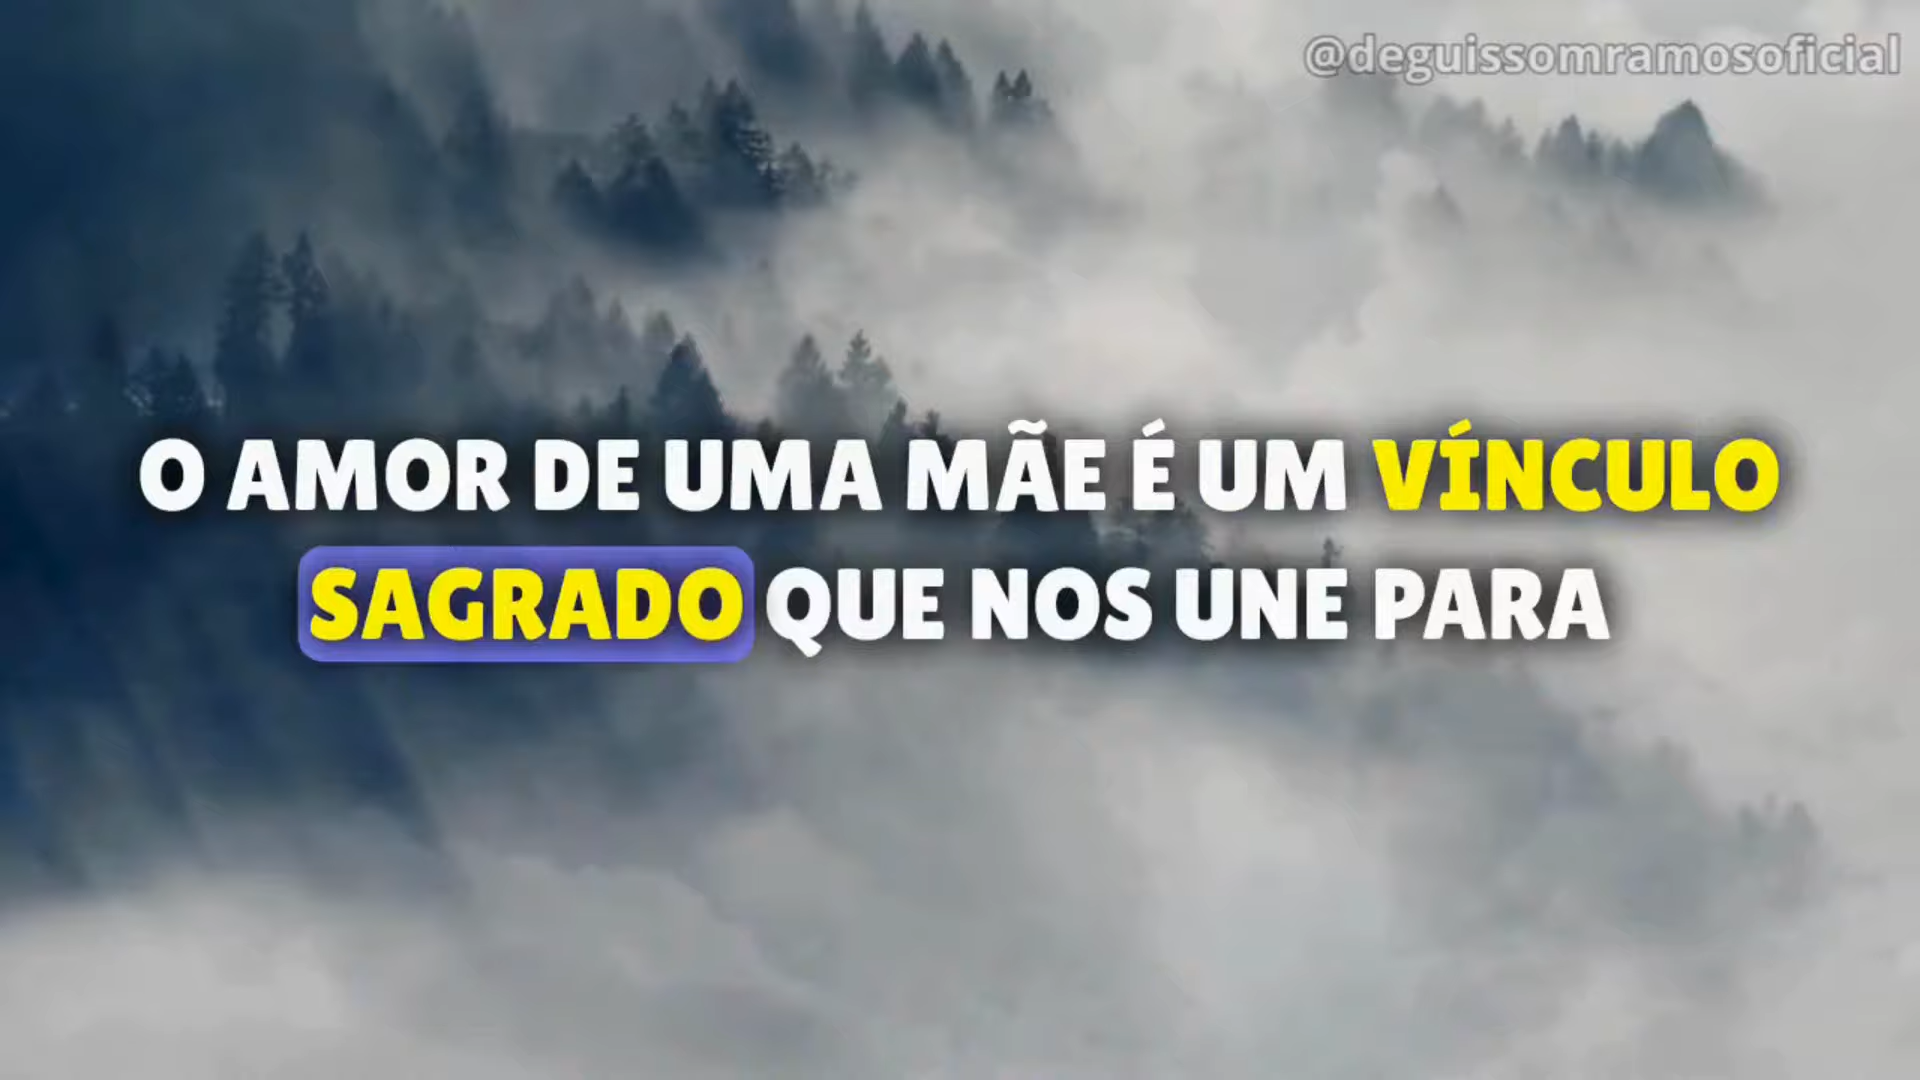 @deguissomramosoficial
O AMOR DE UMA MÃE É UM VÍNCULO
SAGRADO QUE NOS UNE PARA